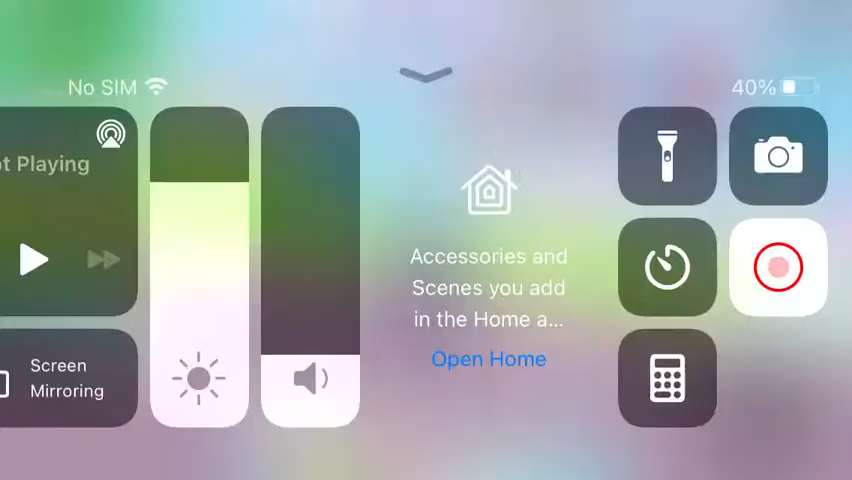 No SIM
40%
ot Playing
Accessories and
Scenes you add
in the Home a...
Open Home
Screen
Mirroring